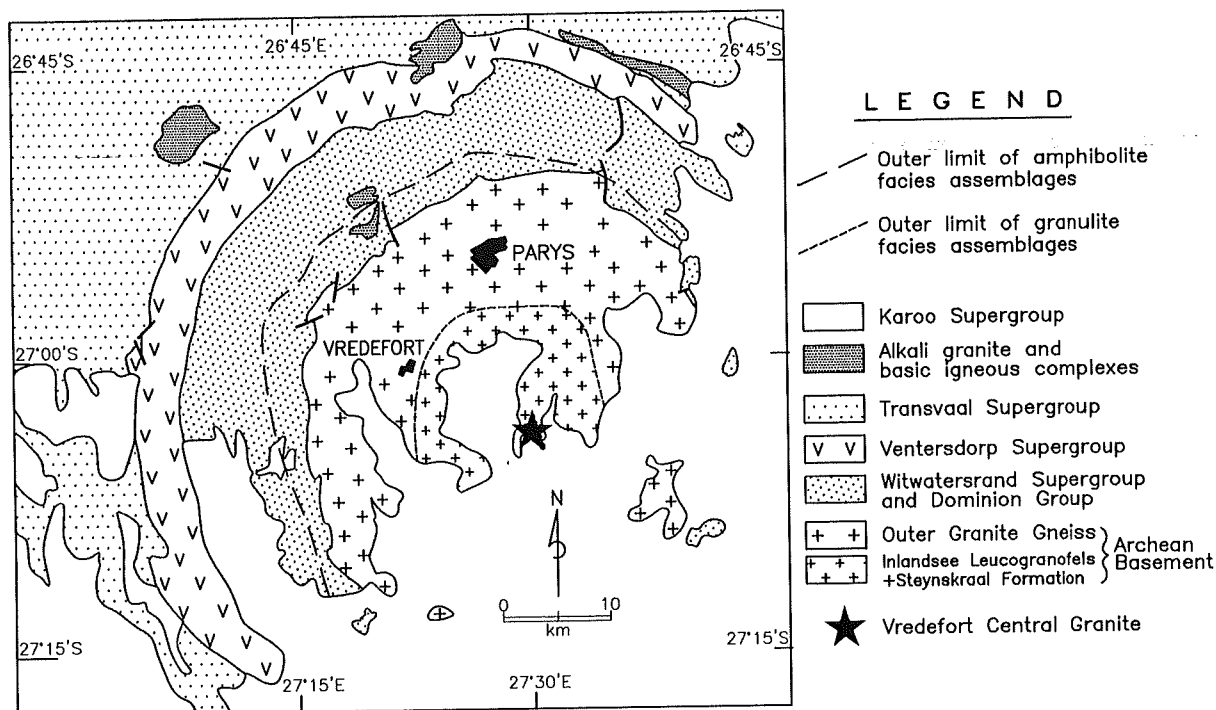 26°45'E
26°45'S
26°45'S
PARYS
VREDEFORT
27°00'S
N
0 10
km
27°15'S
27°15'S
27°15'E
27°30'E
LEGEND
Outer limit of amphibolite
facies assemblages
Outer limit of granulite
facies assemblages
Karoo Supergroup
Alkali granite and
basic igneous complexes
Transvaal Supergroup
Ventersdorp Supergroup
Witwatersrand Supergroup
and Dominion Group
Outer Granite Gneiss
Inlandsee Leucogranofels
+Steynskraal Formation
Archean
Basement
Vredefort Central Granite